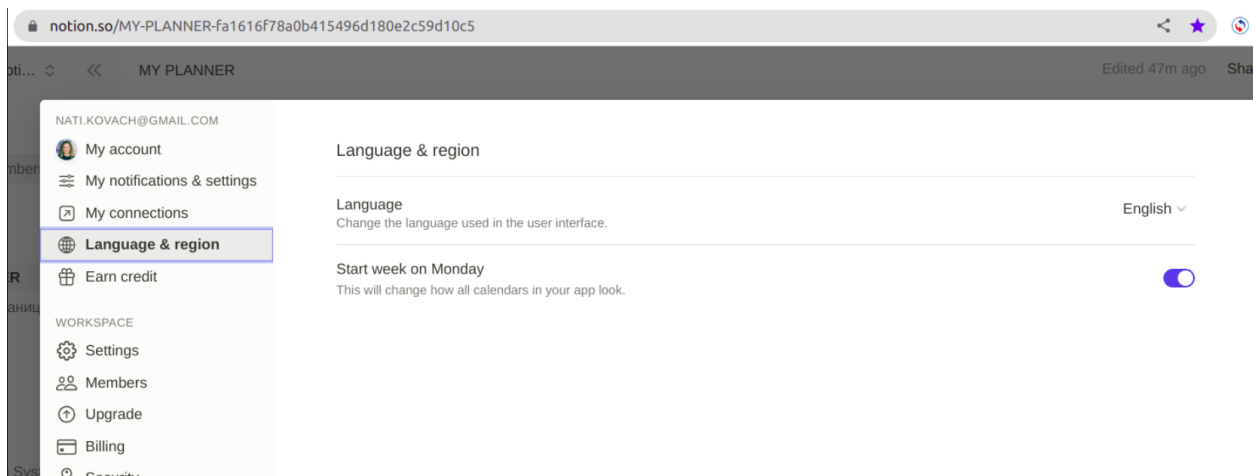 notion.so/MY-PLANNER-fa1616f78a0b415496d180e2c59d10c5
MY PLANNER
Edited 47m ago
NATI.KOVACH@GMAIL.COM
My account
My notifications & settings
My connections
Language & region
Earn credit
WORKSPACE
Settings
Members
Upgrade
Billing
Security
Language & region
Language
Change the language used in the user interface.
English
Start week on Monday
This will change how all calendars in your app look.